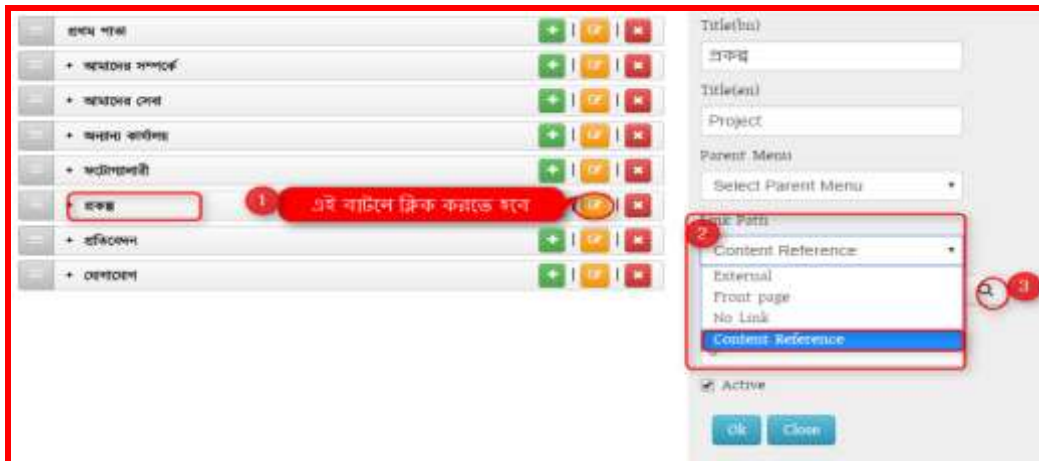 প্রথম পাতা
+ আমাদের সম্পর্কে
+ আমাদের সেবা
+ অন্যান্য কার্যালয়
+ ফটোগ্যালারী
+ প্রকল্প
1 এই বাটনে ক্লিক করতে হবে
+ প্রতিবেদন
+ যোগাযোগ
Title(bn)
প্রকল্প
Title(en)
Project
Parent Menu
Select Parent Menu
Link Path
2
Content Reference
External
Front page
No Link
Content Reference
3
Active
Ok Close